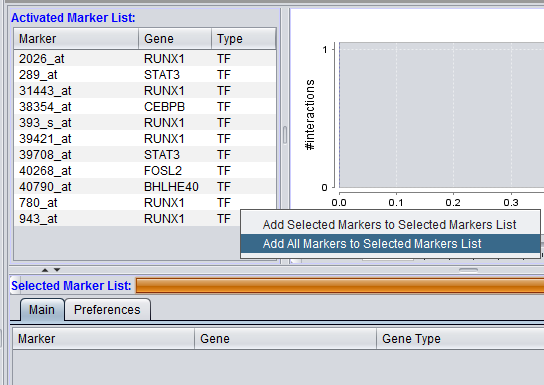 Activated Marker List:
Marker Gene Type
2026_at RUNX1 TF
289_at STAT3 TF
31443_at RUNX1 TF
38354_at CEBPB TF
393_s_at RUNX1 TF
39421_at RUNX1 TF
39708_at STAT3 TF
40268_at FOSL2 TF
40790_at BHLHE40 TF
780_at RUNX1 TF
943_at RUNX1 TF
#interactions
1
0
0.0 0.1 0.2 0.3
Add Selected Markers to Selected Markers List
Add All Markers to Selected Markers List
Selected Marker List:
Main Preferences
Marker Gene Gene Type